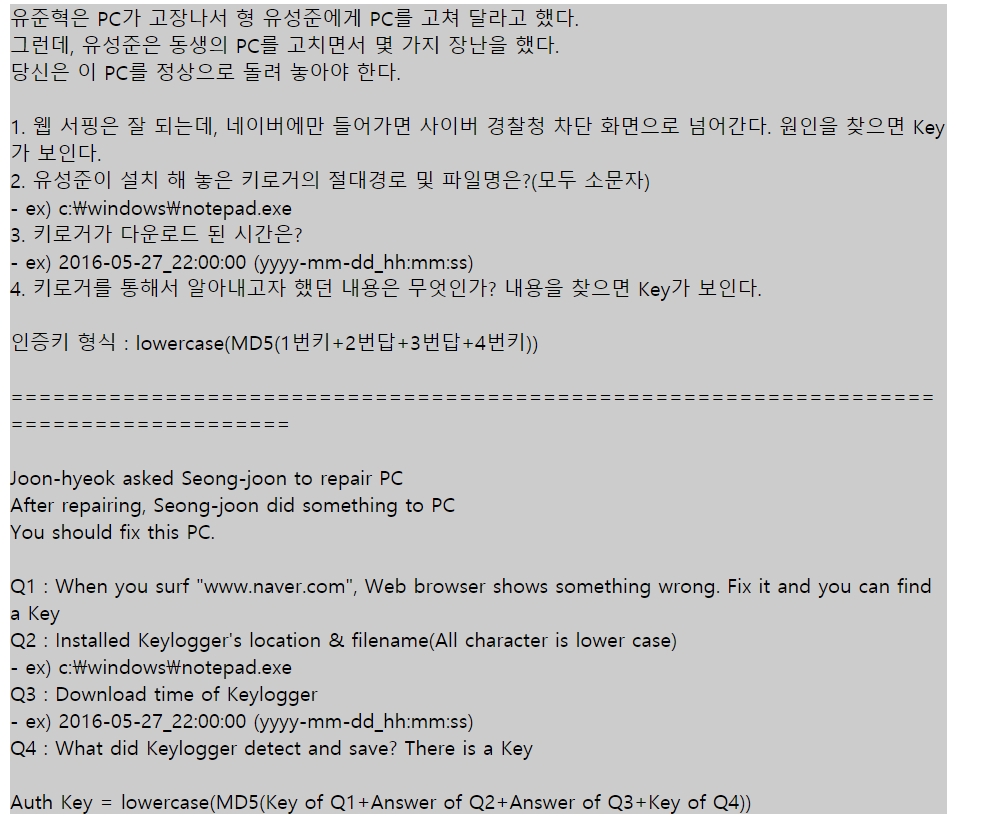 유준혁은 PC가 고장나서 형 유성준에게 PC를 고쳐 달라고 했다.
그런데, 유성준은 동생의 PC를 고치면서 몇 가지 장난을 했다.
당신은 이 PC를 정상으로 돌려 놓아야 한다.
1. 웹 서핑은 잘 되는데, 네이버에만 들어가면 사이버 경찰청 차단 화면으로 넘어간다. 원인을 찾으면 Key
가 보인다.
2. 유성준이 설치 해 놓은 키로거의 절대경로 및 파일명은?(모두 소문자)
- ex) c:₩windows₩notepad.exe
3. 키로거가 다운로드 된 시간은?
- ex) 2016-05-27_22:00:00 (yyyy-mm-dd_hh:mm:ss)
4. 키로거를 통해서 알아내고자 했던 내용은 무엇인가? 내용을 찾으면 Key가 보인다.
인증키 형식 : lowercase(MD5(1번키+2번답+3번답+4번키))
==================================================================
====================
Joon-hyeok asked Seong-joon to repair PC
After repairing, Seong-joon did something to PC
You should fix this PC.
Q1 : When you surf "www.naver.com", Web browser shows something wrong. Fix it and you can find
a Key
Q2 : Installed Keylogger's location & filename(All character is lower case)
- ex) c:₩windows₩notepad.exe
Q3 : Download time of Keylogger
- ex) 2016-05-27_22:00:00 (yyyy-mm-dd_hh:mm:ss)
Q4 : What did Keylogger detect and save? There is a Key
Auth Key = lowercase(MD5(Key of Q1+Answer of Q2+Answer of Q3+Key of Q4))